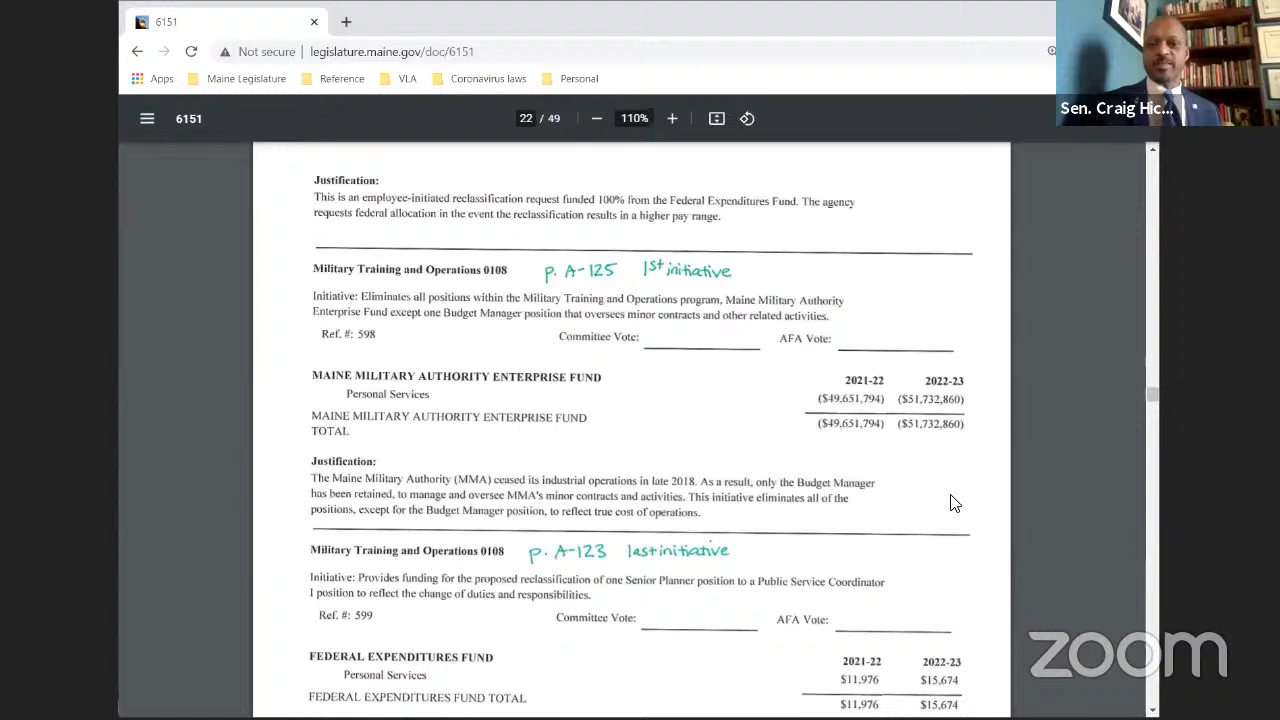 6151
Not secure legislature.maine.gov/doc/6151
Apps Maine Legislature Reference VLA Coronavirus laws Personal
Sen. Craig Hic...
6151 22 / 49 110%
Justification:
This is an employee-initiated reclassification request funded 100% from the Federal Expenditures Fund. The agency
requests federal allocation in the event the reclassification results in a higher pay range.
Military Training and Operations 0108 p. A-125 1st initiative
Initiative: Eliminates all positions within the Military Training and Operations program, Maine Military Authority
Enterprise Fund except one Budget Manager position that oversees minor contracts and other related activities.
Ref. #: 598 Committee Vote: AFA Vote:
MAINE MILITARY AUTHORITY ENTERPRISE FUND 2021-22 2022-23
Personal Services ($49,651,794) ($51,732,860)
MAINE MILITARY AUTHORITY ENTERPRISE FUND ($49,651,794) ($51,732,860)
TOTAL
Justification:
The Maine Military Authority (MMA) ceased its industrial operations in late 2018. As a result, only the Budget Manager
has been retained, to manage and oversee MMA's minor contracts and activities. This initiative eliminates all of the
positions, except for the Budget Manager position, to reflect true cost of operations.
Military Training and Operations 0108 p. A-123 last initiative
Initiative: Provides funding for the proposed reclassification of one Senior Planner position to a Public Service Coordinator
I position to reflect the change of duties and responsibilities.
Ref. #: 599 Committee Vote: AFA Vote:
FEDERAL EXPENDITURES FUND 2021-22 2022-23
Personal Services $11,976 $15,674
FEDERAL EXPENDITURES FUND TOTAL $11,976 $15,674
zoom